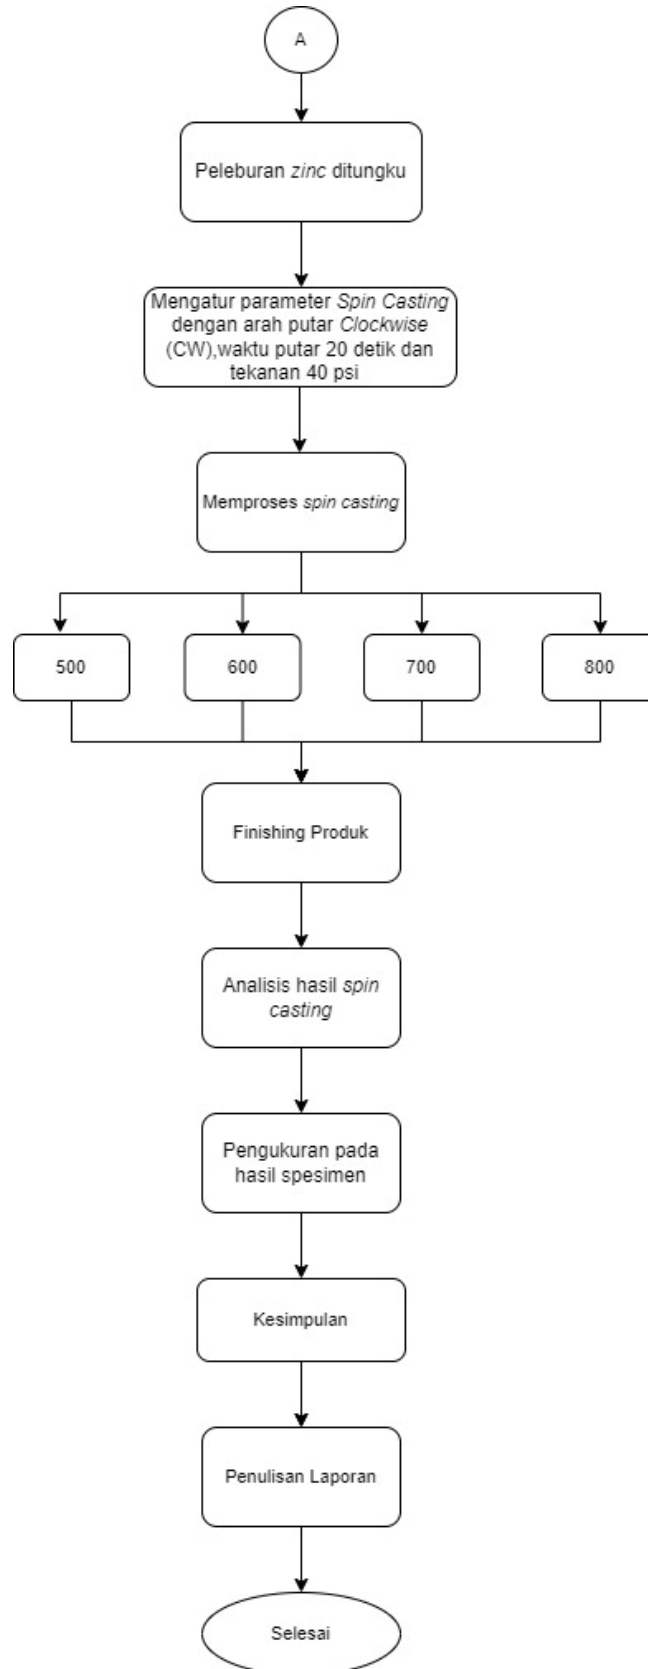 A
Peleburan zinc ditungku
Mengatur parameter Spin Casting
dengan arah putar Clockwise
(CW),waktu putar 20 detik dan
tekanan 40 psi
Memproses spin casting
500
600
700
800
Finishing Produk
Analisis hasil spin
casting
Pengukuran pada
hasil spesimen
Kesimpulan
Penulisan Laporan
Selesai